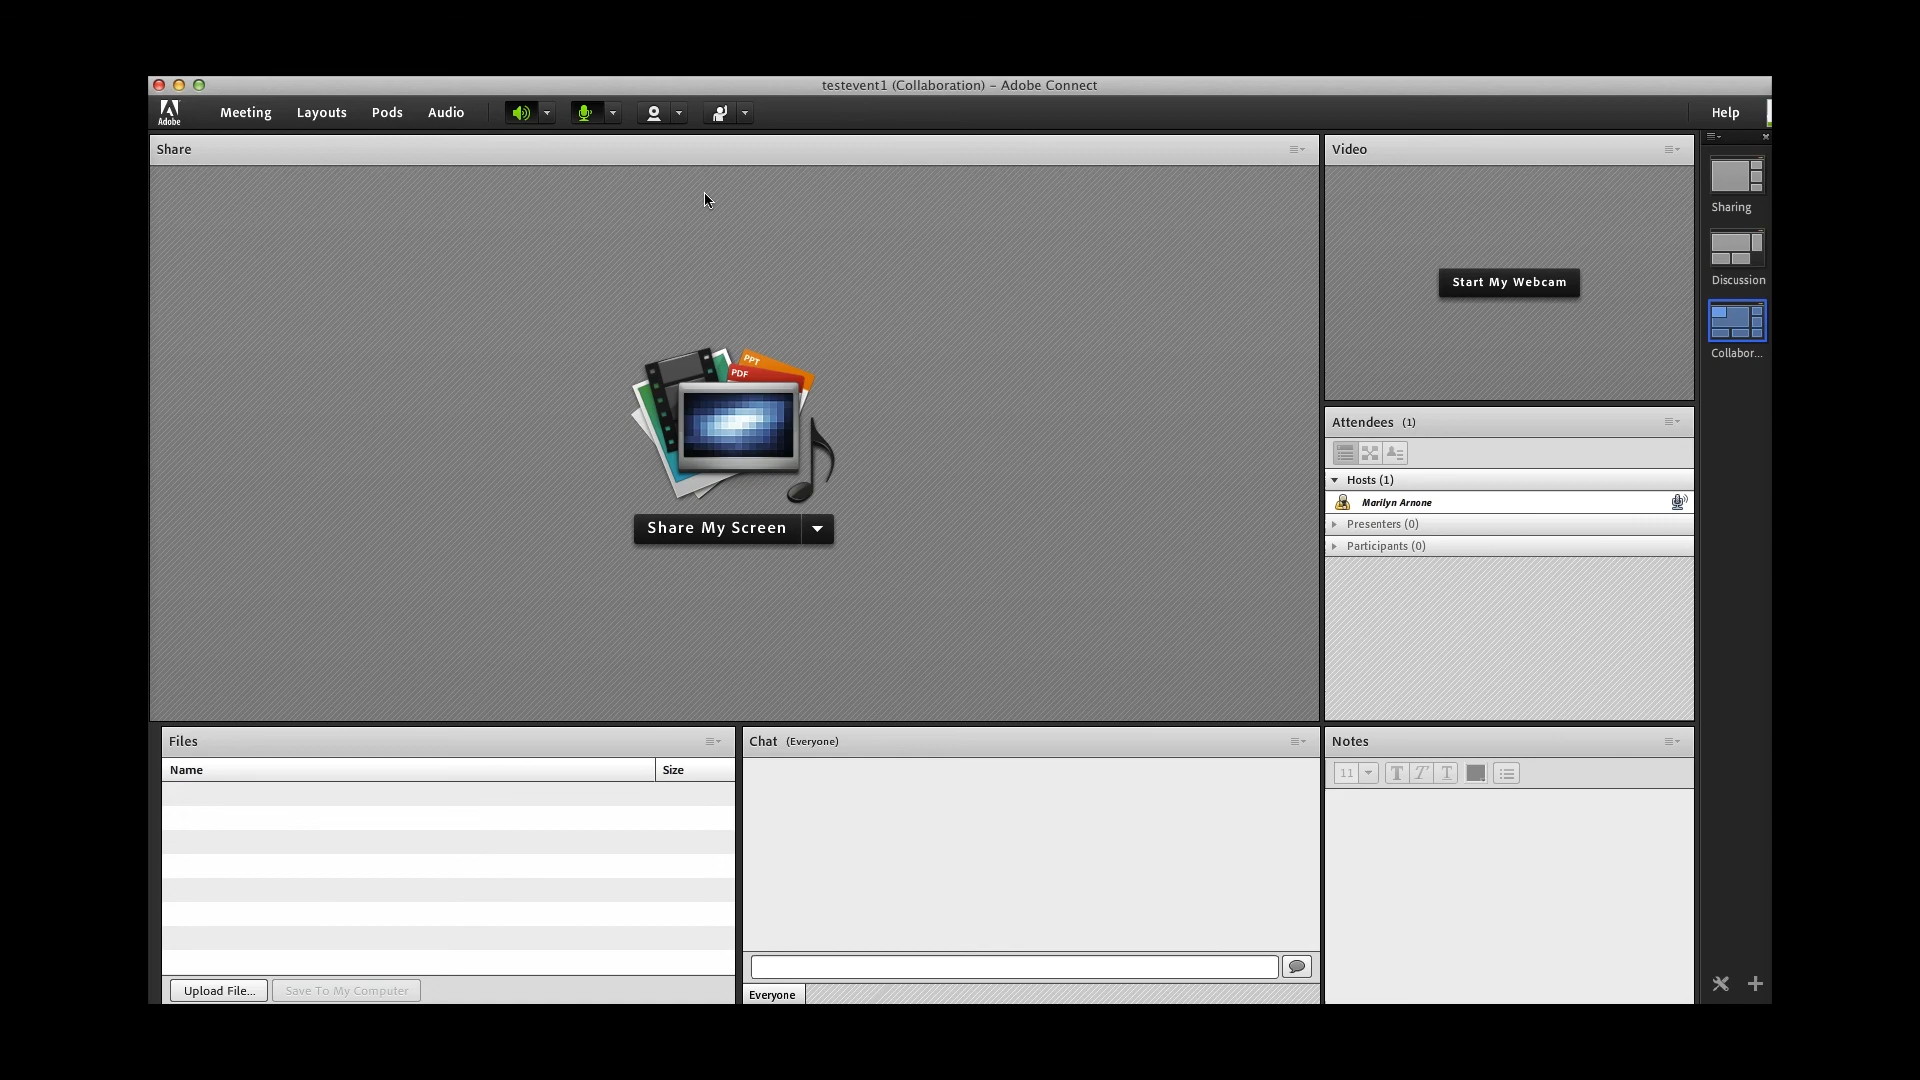 testevent1 (Collaboration) – Adobe Connect
Adobe
Meeting
Layouts
Pods
Audio
Help
Share
PPT
PDF
Share My Screen
Video
Start My Webcam
Attendees (1)
Hosts (1)
Marilyn Arnone
Presenters (0)
Participants (0)
Sharing
Discussion
Collabor...
Files
Name
Size
Upload File...
Save To My Computer
Chat (Everyone)
Everyone
Notes
11
T T T